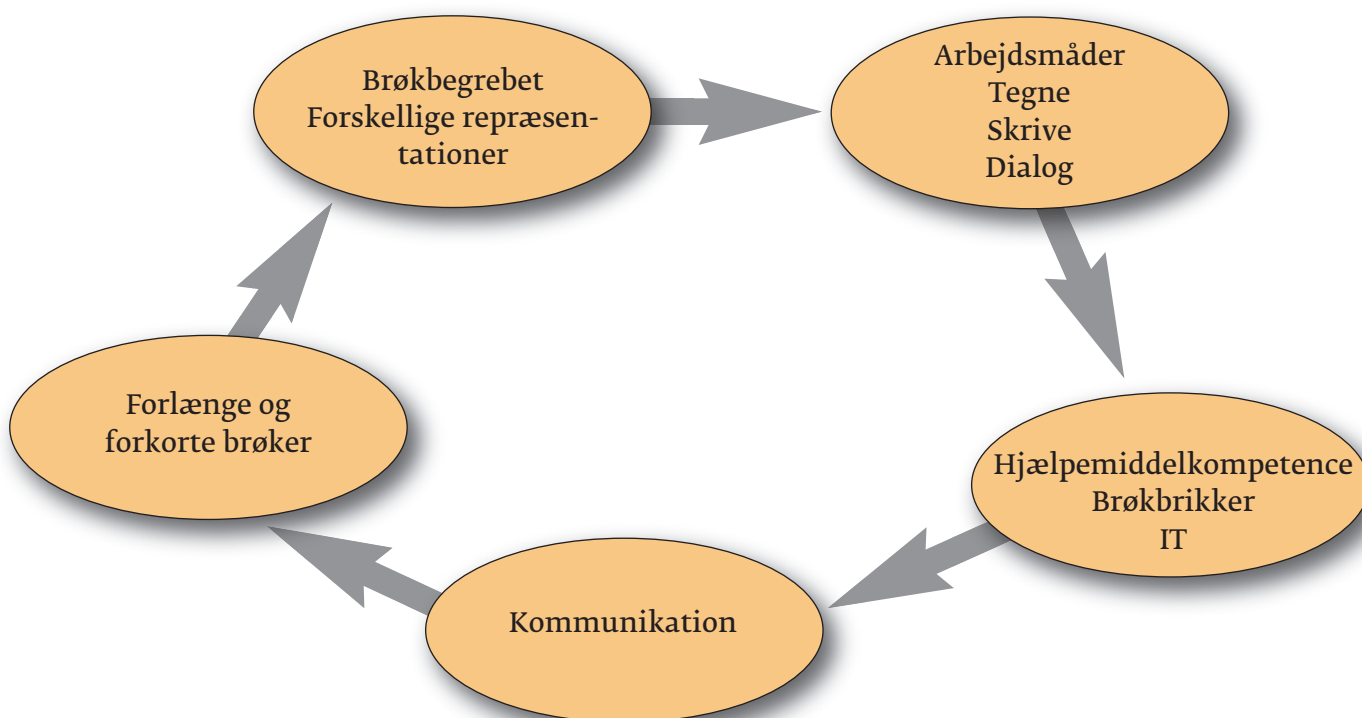 Brøkbegrebet
Forskellige repræsen-
tationer
Arbejdsmåder
Tegne
Skrive
Dialog
Hjælpemiddelkompetence
Brøkbrikker
IT
Kommunikation
Forlænge og
forkorte brøker